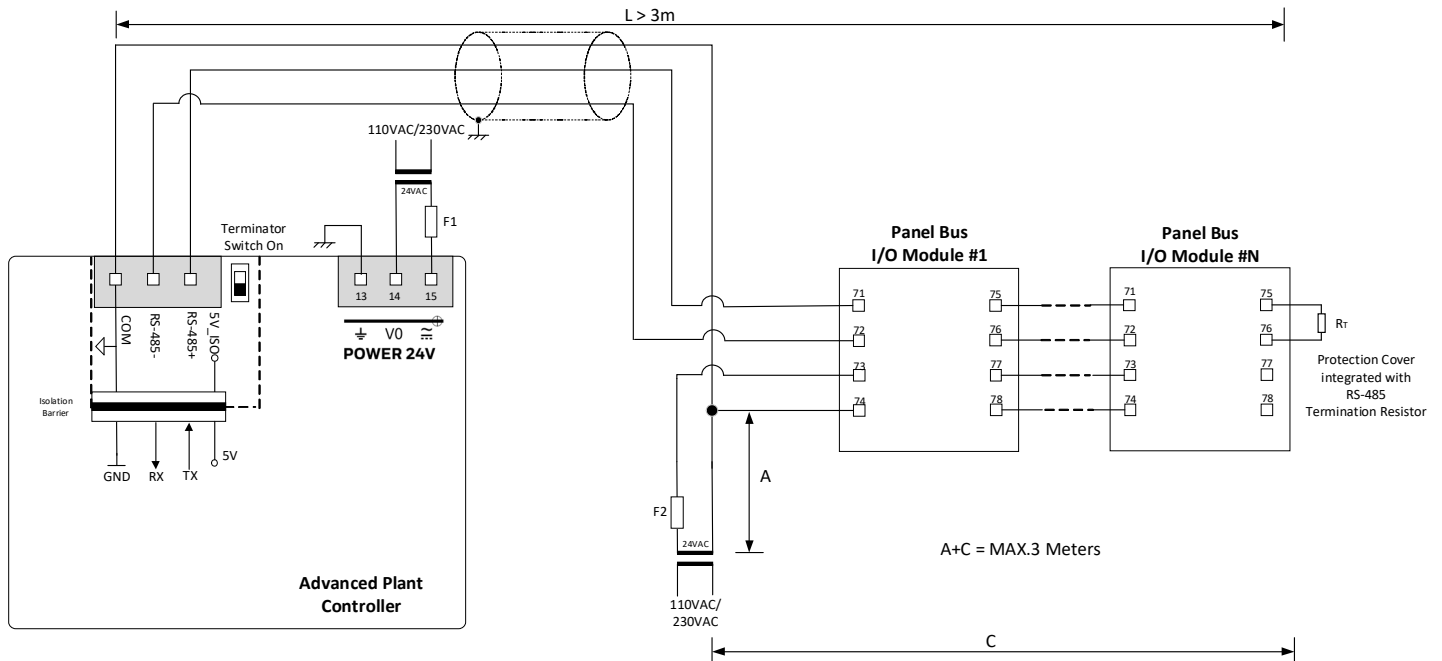 L > 3m
110VAC/230VAC
24VAC
F1
Terminator
Switch On
13
14
15
V0
POWER 24V
COM
RS-485-
RS-485+
5V_ISO
Isolation
Barrier
GND
RX
TX
5V
Advanced Plant
Controller
Panel Bus
I/O Module #1
71
72
73
74
75
76
77
78
Panel Bus
I/O Module #N
71
72
73
74
75
76
77
78
RT
Protection Cover
integrated with
RS-485
Termination Resistor
A
F2
24VAC
110VAC/
230VAC
A+C = MAX.3 Meters
C